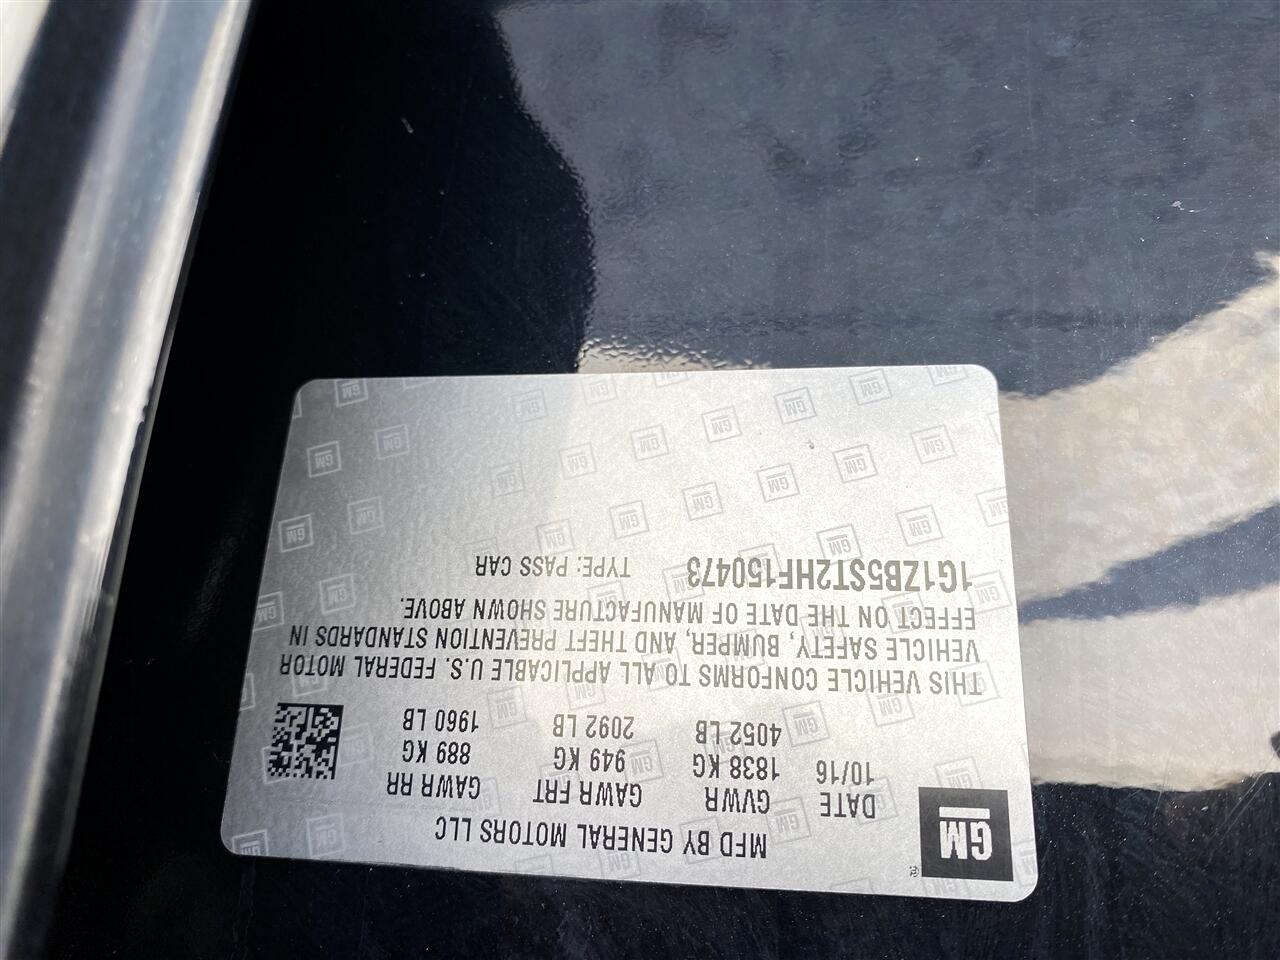 GM
MFD BY GENERAL MOTORS LLC
DATE GVWR GAWR FRT GAWR RR
10/16 1838 KG 949 KG 889 KG
4052 LB 2092 LB 1960 LB
THIS VEHICLE CONFORMS TO ALL APPLICABLE U.S. FEDERAL MOTOR
VEHICLE SAFETY, BUMPER, AND THEFT PREVENTION STANDARDS IN
EFFECT ON THE DATE OF MANUFACTURE SHOWN ABOVE.
1G1ZB5ST2HF150473 TYPE: PASS CAR